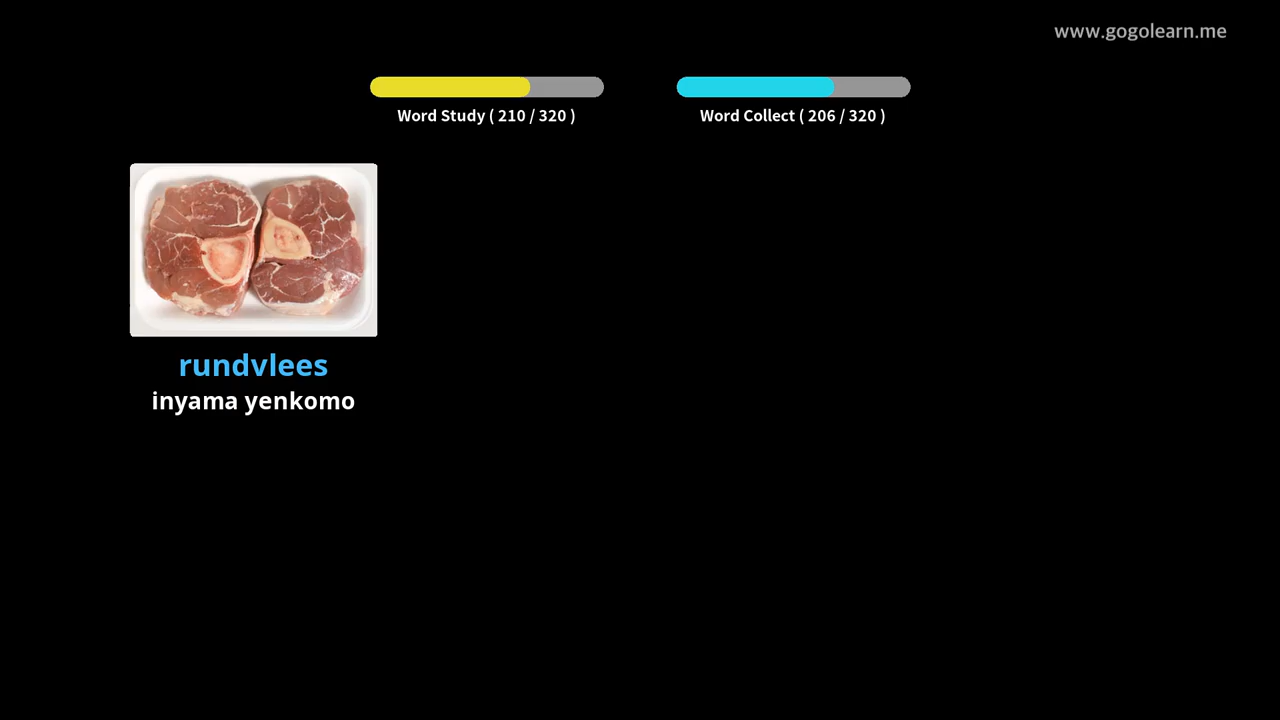 www.gogolearn.me
Word Study ( 210 / 320 )
Word Collect ( 206 / 320 )
rundvlees
inyama yenkomo